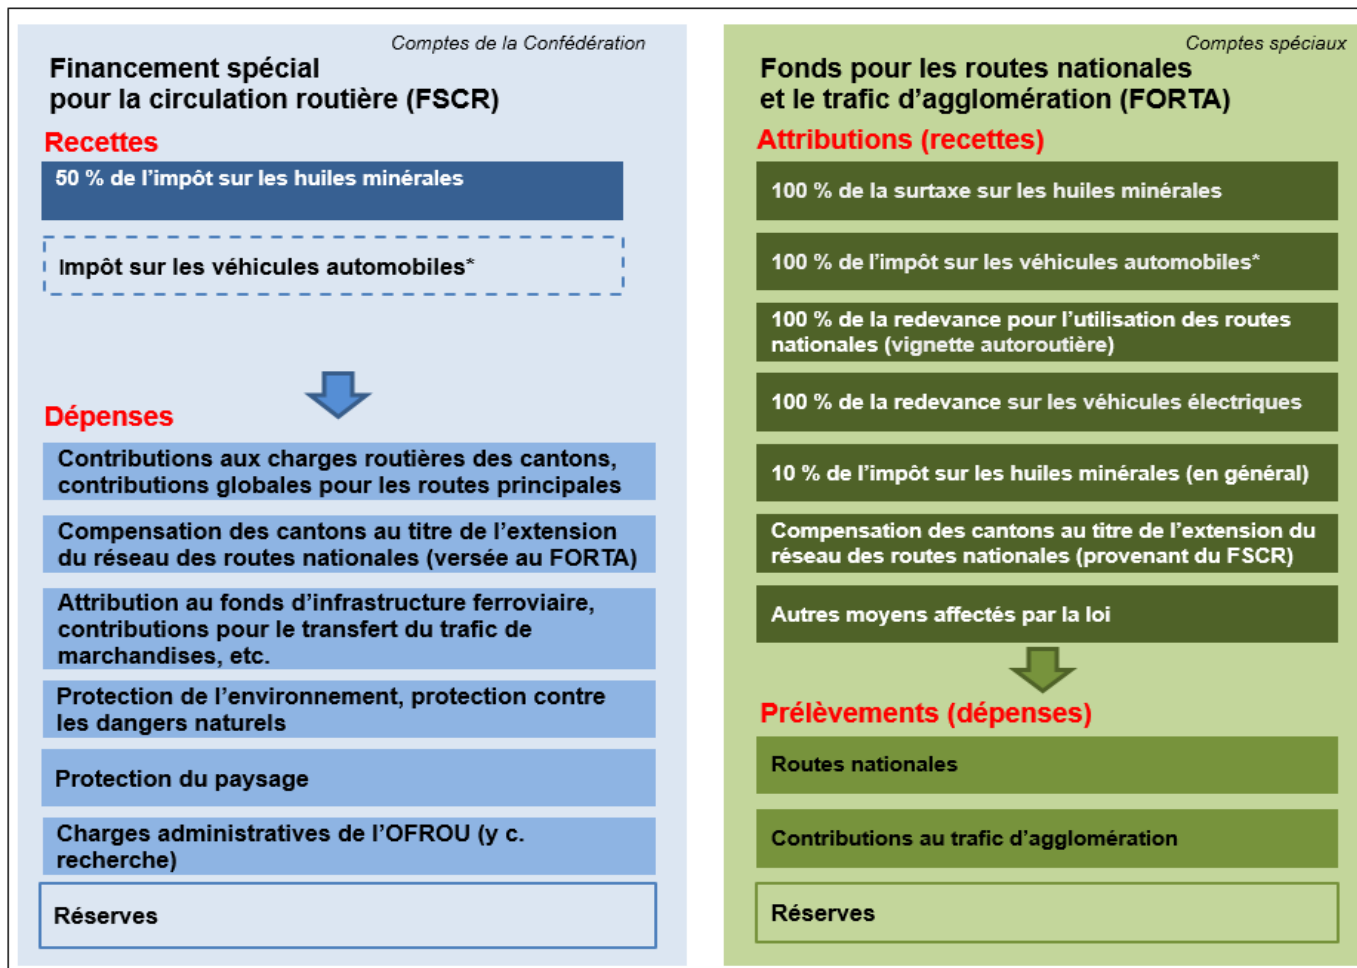 Comptes de la Confédération
Financement spécial
pour la circulation routière (FSCR)
Recettes
50 % de l'impôt sur les huiles minérales
Impôt sur les véhicules automobiles*
Dépenses
Contributions aux charges routières des cantons,
contributions globales pour les routes principales
Compensation des cantons au titre de l'extension
du réseau des routes nationales (versée au FORTA)
Attribution au fonds d'infrastructure ferroviaire,
contributions pour le transfert du trafic de
marchandises, etc.
Protection de l'environnement, protection contre
les dangers naturels
Protection du paysage
Charges administratives de l'OFROU (y c.
recherche)
Réserves
Comptes spéciaux
Fonds pour les routes nationales
et le trafic d'agglomération (FORTA)
Attributions (recettes)
100 % de la surtaxe sur les huiles minérales
100 % de l'impôt sur les véhicules automobiles*
100 % de la redevance pour l'utilisation des routes
nationales (vignette autoroutière)
100 % de la redevance sur les véhicules électriques
10 % de l'impôt sur les huiles minérales (en général)
Compensation des cantons au titre de l'extension du
réseau des routes nationales (provenant du FSCR)
Autres moyens affectés par la loi
Prélèvements (dépenses)
Routes nationales
Contributions au trafic d'agglomération
Réserves